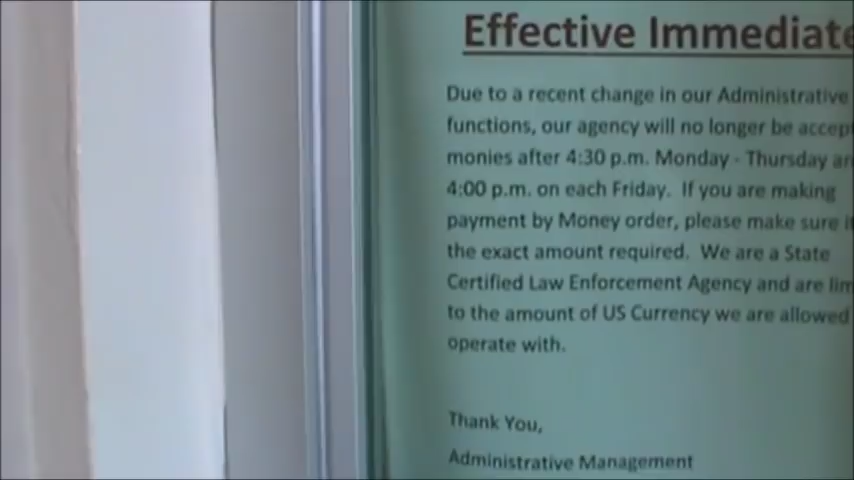 Effective Immediate
Due to a recent change in our Administrative
functions, our agency will no longer be accep
monies after 4:30 p.m. Monday - Thursday an
4:00 p.m. on each Friday. If you are making
payment by Money order, please make sure it
the exact amount required. We are a State
Certified Law Enforcement Agency and are lim
to the amount of US Currency we are allowed
operate with.
Thank You,
Administrative Management